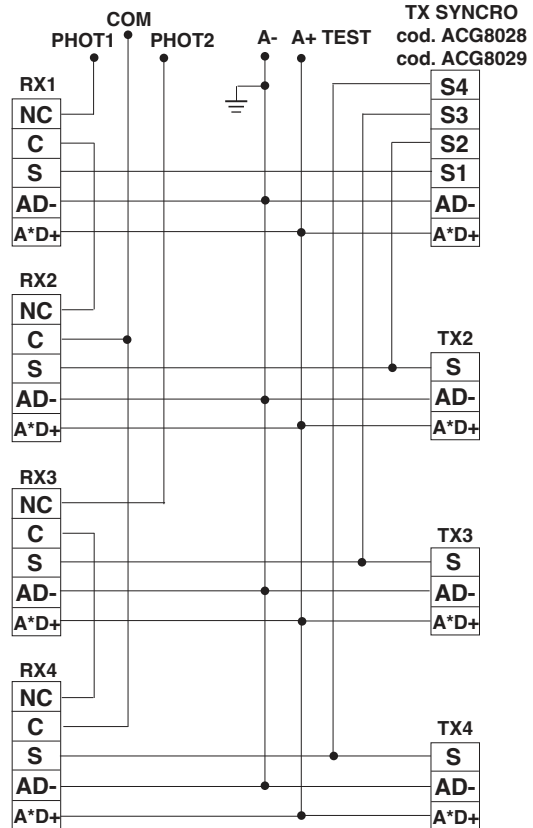 COM
PHOT1 PHOT2 A- A+ TEST
TX SYNCRO
cod. ACG8028
cod. ACG8029
RX1
NC
C
S
AD-
A*D+
S4
S3
S2
S1
AD-
A*D+
RX2
NC
C
S
AD-
A*D+
TX2
S
AD-
A*D+
RX3
NC
C
S
AD-
A*D+
TX3
S
AD-
A*D+
RX4
NC
C
S
AD-
A*D+
TX4
S
AD-
A*D+